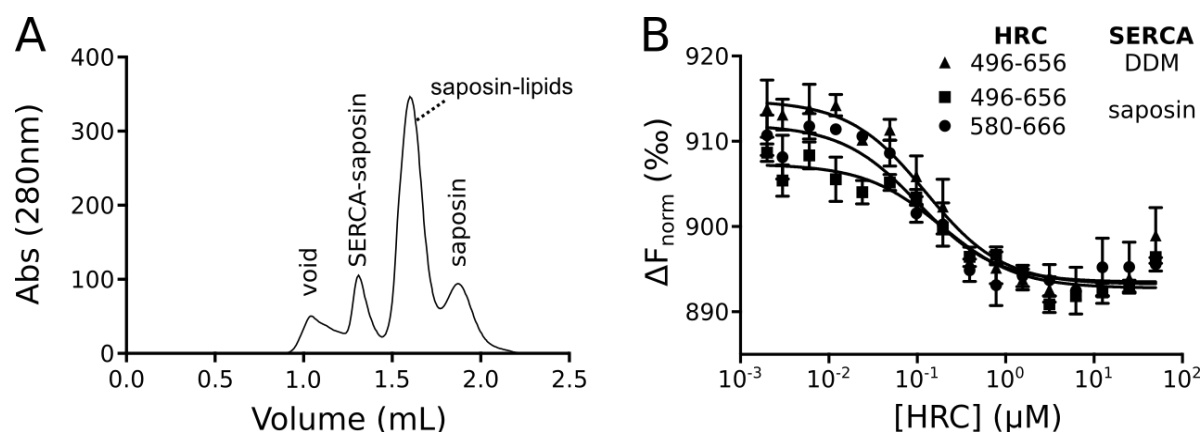 A
Abs (280nm)
400
300
200
100
0
void
SERCA-saposin
saposin-lipids
saposin
0.0 0.5 1.0 1.5 2.0 2.5
Volume (mL)
B
ΔFnorm (‰)
920
910
900
890
HRC SERCA
496-656 DDM
496-656
saposin
580-666
10-3 10-2 10-1 100 101 102
[HRC] (μM)